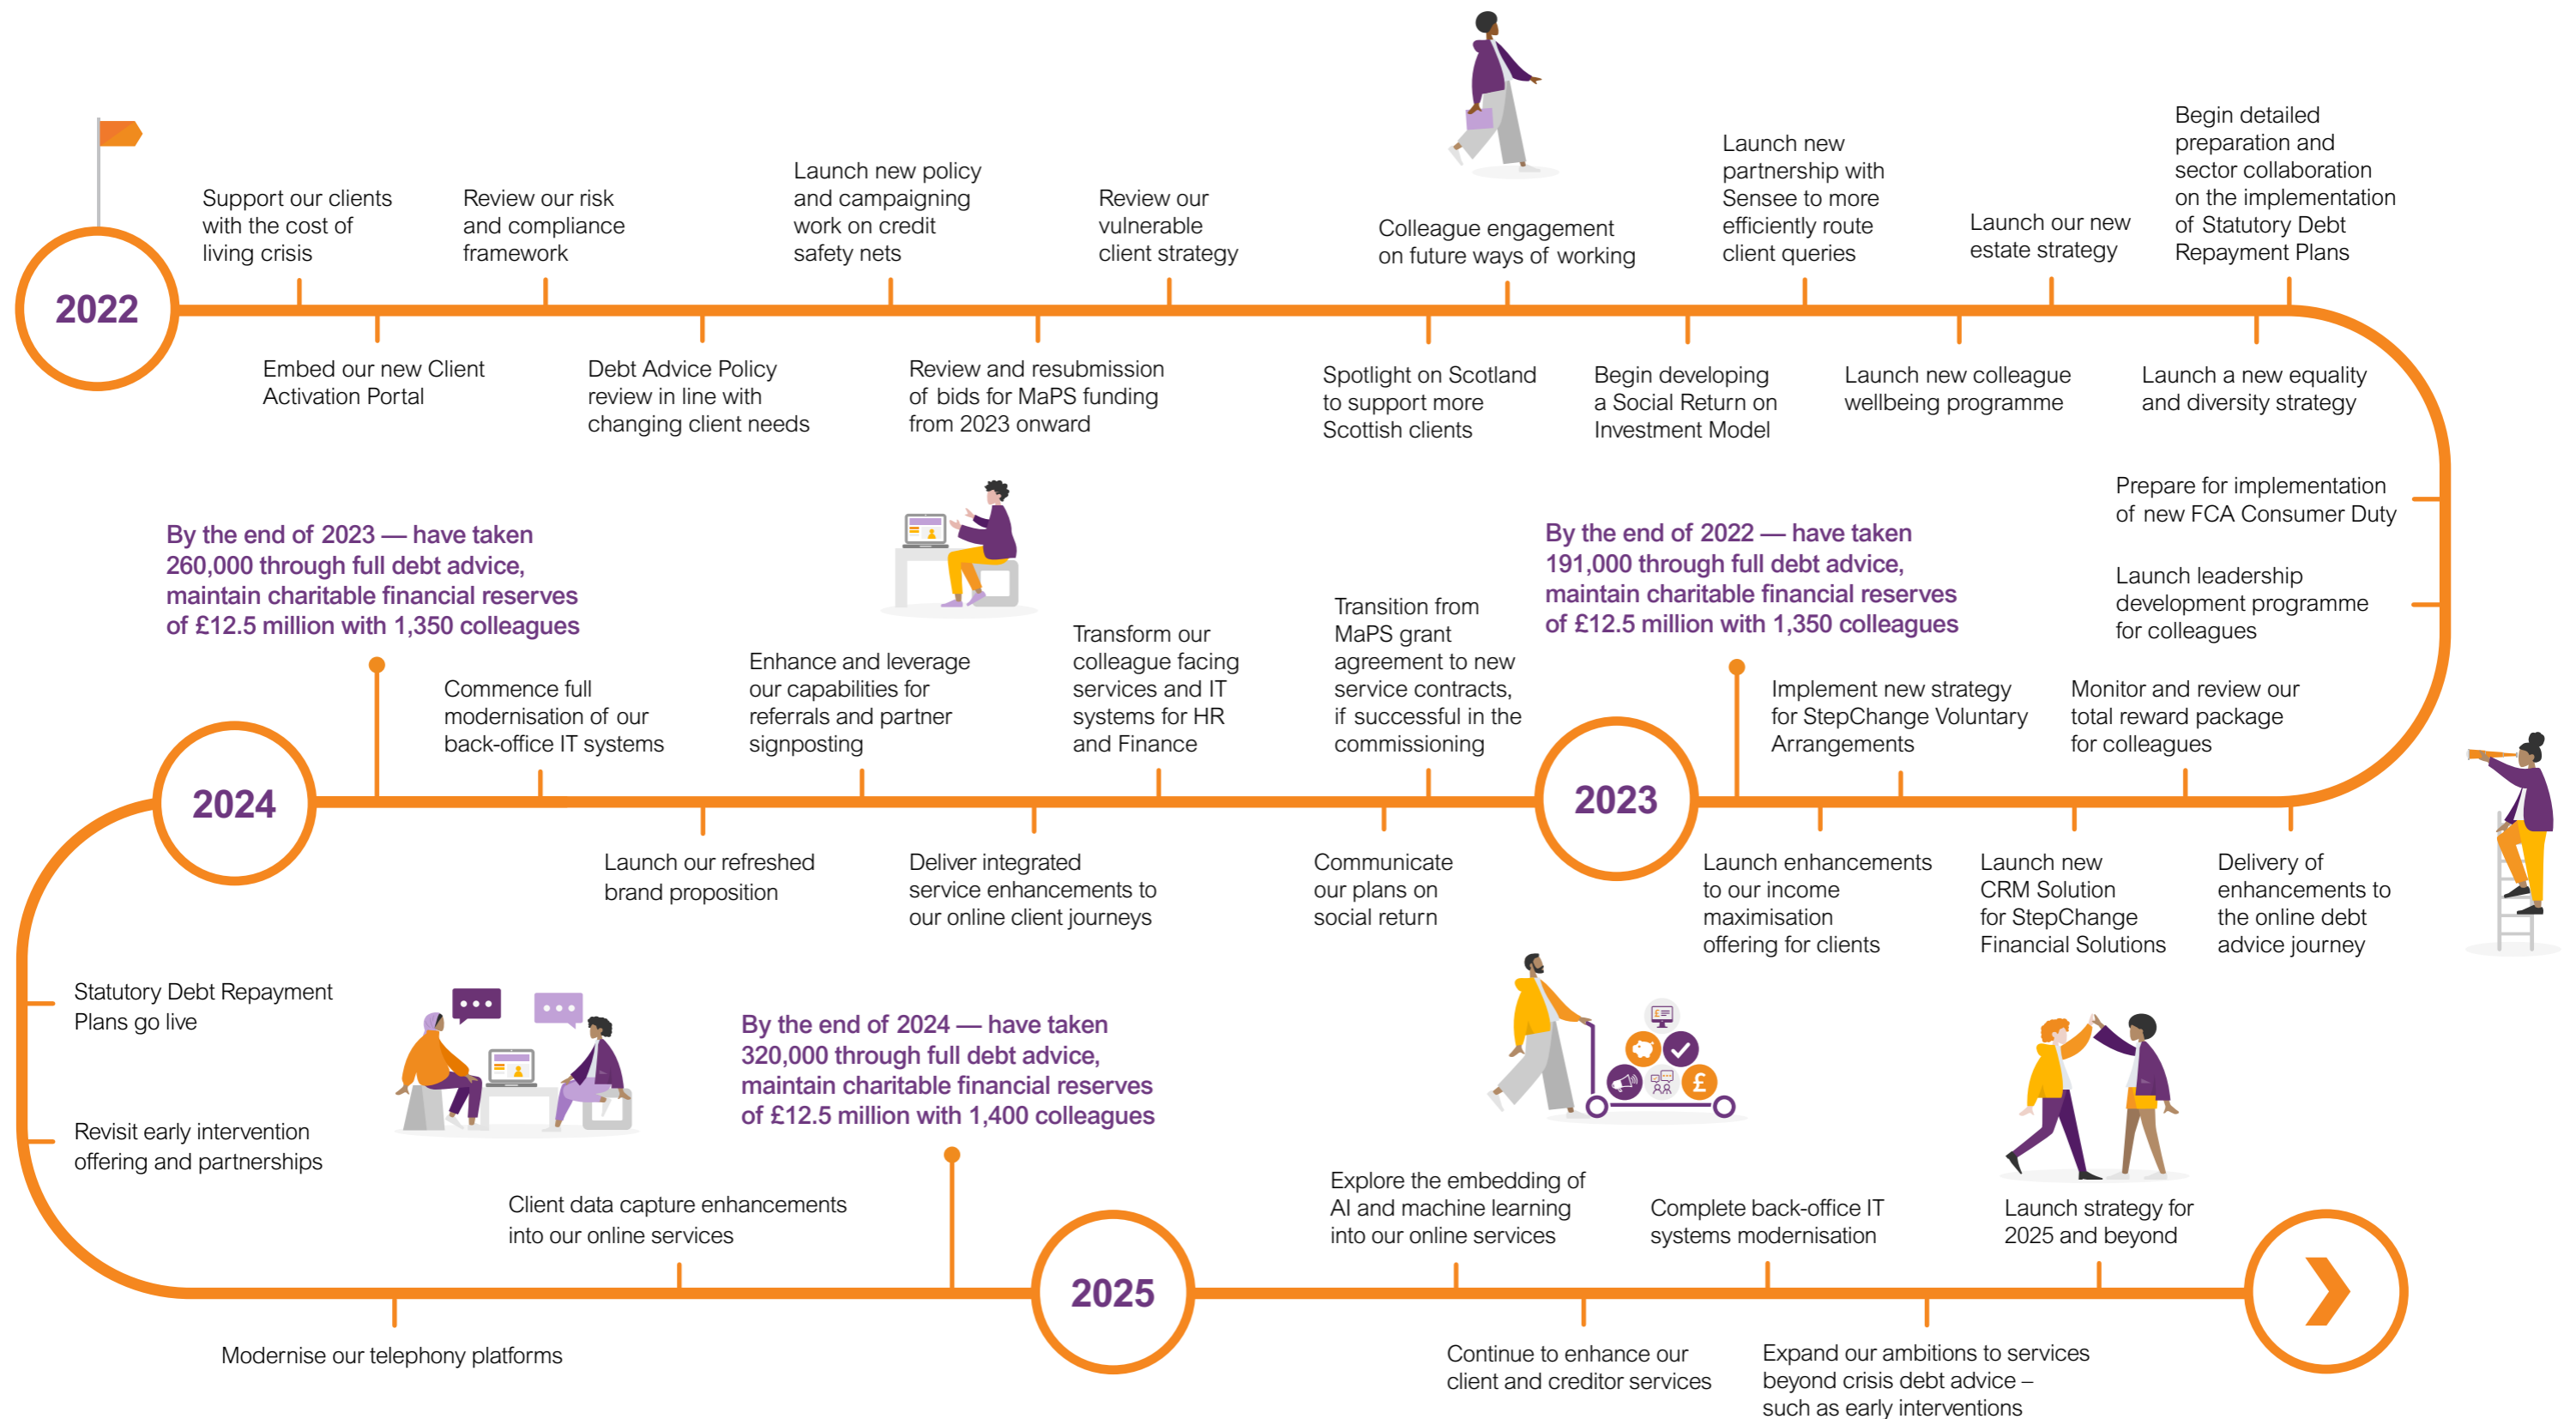 2022
Support our clients
with the cost of
living crisis
Embed our new Client
Activation Portal
Review our risk
and compliance
framework
Debt Advice Policy
review in line with
changing client needs
Launch new policy
and campaigning
work on credit
safety nets
Review and resubmission
of bids for MaPS funding
from 2023 onward
Review our
vulnerable
client strategy
Spotlight on Scotland
to support more
Scottish clients
Colleague engagement
on future ways of working
Begin developing
a Social Return on
Investment Model
Launch new
partnership with
Sensee to more
efficiently route
client queries
Launch new colleague
wellbeing programme
Launch our new
estate strategy
Launch a new equality
and diversity strategy
Begin detailed
preparation and
sector collaboration
on the implementation
of Statutory Debt
Repayment Plans
Prepare for implementation
of new FCA Consumer Duty
Launch leadership
development programme
for colleagues
Delivery of
enhancements to
the online debt
advice journey
Monitor and review our
total reward package
for colleagues
Launch new
CRM Solution
for StepChange
Financial Solutions
Implement new strategy
for StepChange Voluntary
Arrangements
Launch enhancements
to our income
maximisation
offering for clients
By the end of 2022 — have taken
191,000 through full debt advice,
maintain charitable financial reserves
of £12.5 million with 1,350 colleagues
2023
Transition from
MaPS grant
agreement to new
service contracts,
if successful in the
commissioning
Communicate
our plans on
social return
Transform our
colleague facing
services and IT
systems for HR
and Finance
Deliver integrated
service enhancements to
our online client journeys
Enhance and leverage
our capabilities for
referrals and partner
signposting
Launch our refreshed
brand proposition
Commence full
modernisation of our
back-office IT systems
By the end of 2023 — have taken
260,000 through full debt advice,
maintain charitable financial reserves
of £12.5 million with 1,350 colleagues
2024
Statutory Debt Repayment
Plans go live
Revisit early intervention
offering and partnerships
Modernise our telephony platforms
Client data capture enhancements
into our online services
By the end of 2024 — have taken
320,000 through full debt advice,
maintain charitable financial reserves
of £12.5 million with 1,400 colleagues
2025
Explore the embedding of
AI and machine learning
into our online services
Continue to enhance our
client and creditor services
Complete back-office IT
systems modernisation
Expand our ambitions to services
beyond crisis debt advice –
such as early interventions
Launch strategy for
2025 and beyond
£